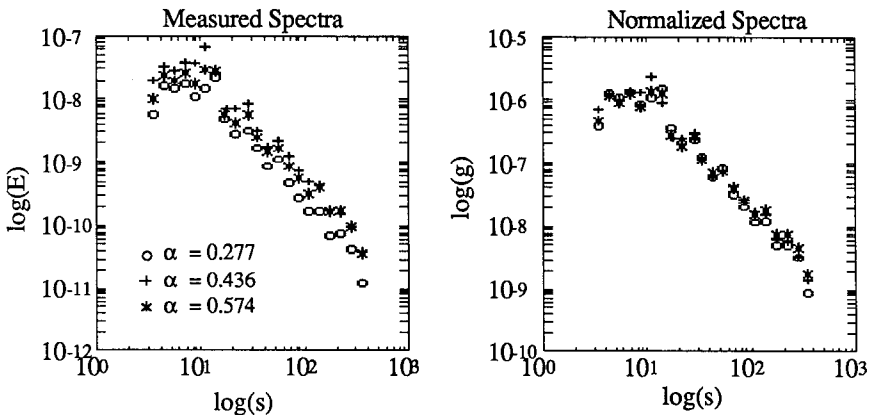 Measured Spectra
10-7
10-8
10-9
10-10
10-11
10-12
log(E)
o α = 0.277
+ α = 0.436
* α = 0.574
100 101 102 103
log(s)
Normalized Spectra
10-5
10-6
10-7
10-8
10-9
10-10
log(g)
100 101 102 103
log(s)